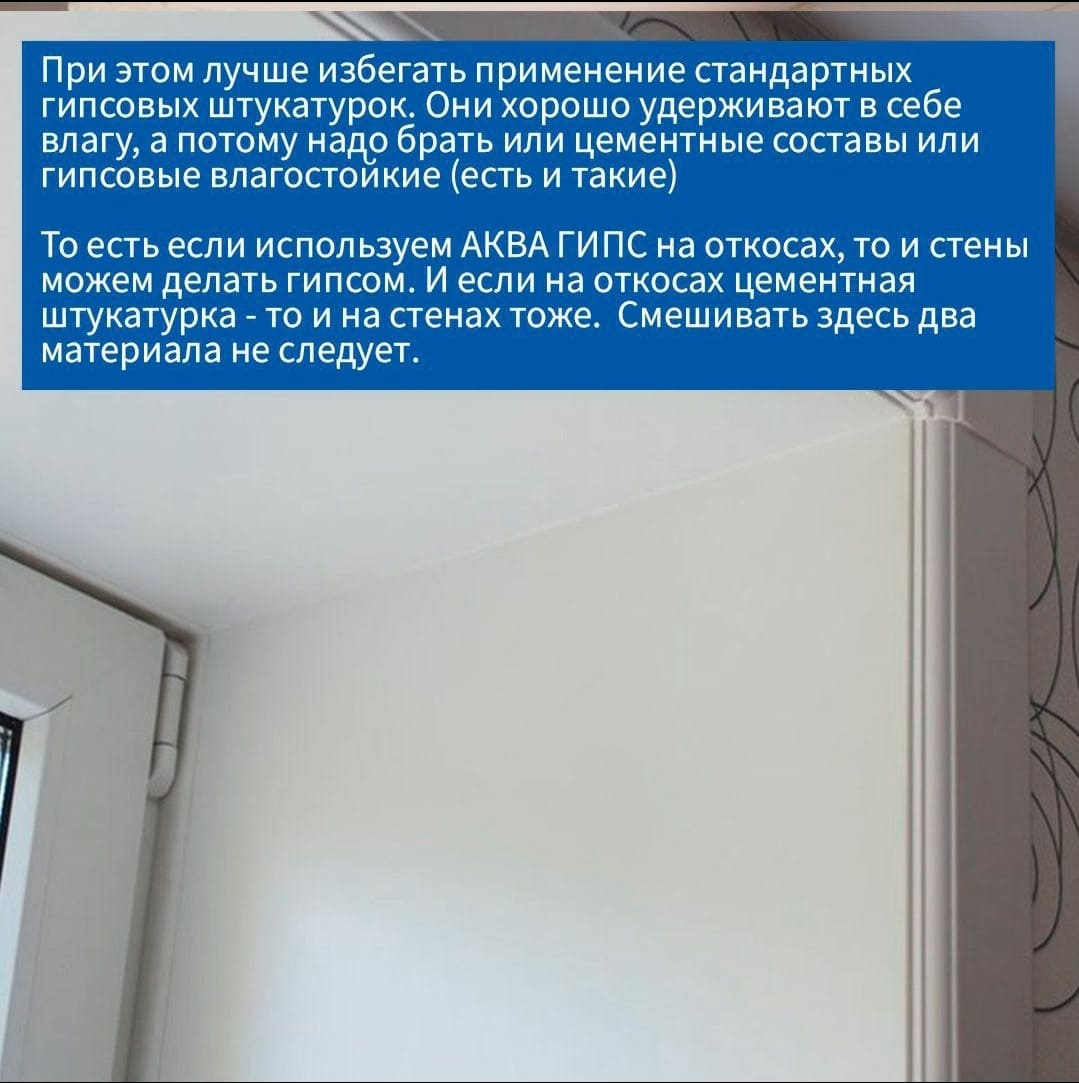 При этом лучше избегать применение стандартных
гипсовых штукатурок. Они хорошо удерживают в себе
влагу, а потому надо брать или цементные составы или
гипсовые влагостойкие (есть и такие)
То есть если используем АКВА ГИПС на откосах, то и стены
можем делать гипсом. И если на откосах цементная
штукатурка - то и на стенах тоже. Смешивать здесь два
материала не следует.